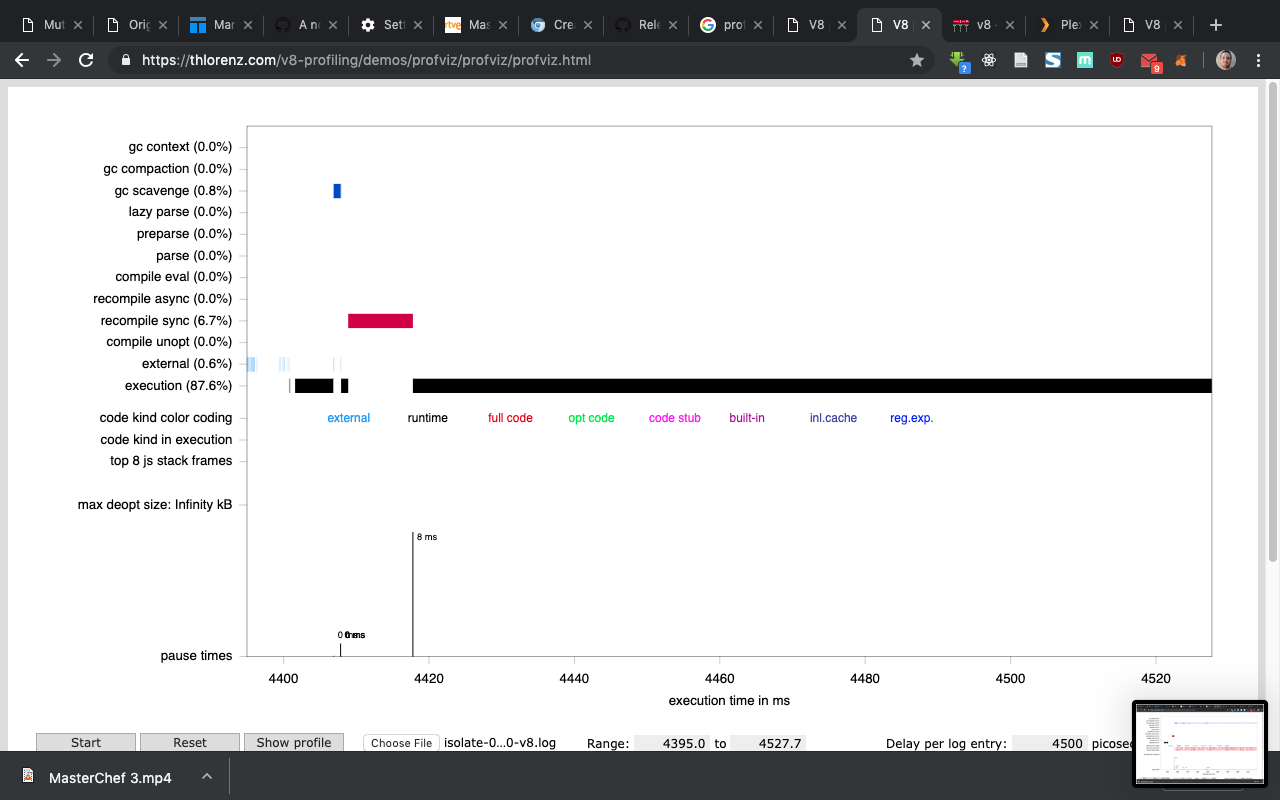 Mut Orig Mar A n Sett Mas Crea Rele prof V8 V8 v8 - Plex V8
https://thlorenz.com/v8-profiling/demos/profviz/profviz/profviz.html
gc context (0.0%)
gc compaction (0.0%)
gc scavenge (0.8%)
lazy parse (0.0%)
preparse (0.0%)
parse (0.0%)
compile eval (0.0%)
recompile async (0.0%)
recompile sync (6.7%)
compile unopt (0.0%)
external (0.6%)
execution (87.6%)
code kind color coding external runtime full code opt code code stub built-in inl.cache reg.exp.
code kind in execution
top 8 js stack frames
max deopt size: Infinity kB
8 ms
pause times
4400 4420 4440 4460 4480 4500 4520
execution time in ms
Start Reset Show profile Choose File isolate-0...0-v8.log Range: 4395.0 to 4527.7 Delay per log entry: 4500 picosec
MasterChef 3.mp4